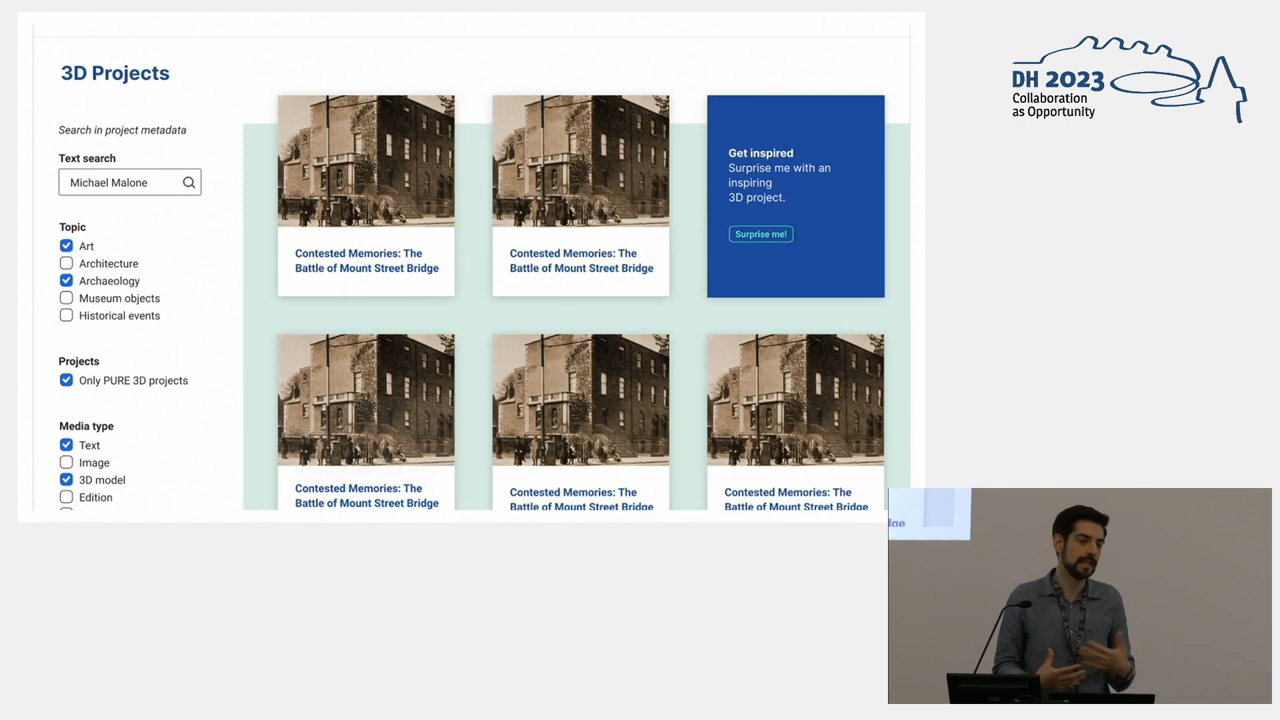 3D Projects
Search in project metadata
Text search
Michael Malone
Topic
Art
Architecture
Archaeology
Museum objects
Historical events
Projects
Only PURE 3D projects
Media type
Text
Image
3D model
Edition
Contested Memories: The
Battle of Mount Street Bridge
Contested Memories: The
Battle of Mount Street Bridge
Get inspired
Surprise me with an
inspiring
3D project.
Surprise me!
Contested Memories: The
Battle of Mount Street Bridge
Contested Memories: The
Battle of Mount Street Bridge
Contested Memories: The
Battle of Mount Street Bridge
DH 2023
Collaboration
as Opportunity